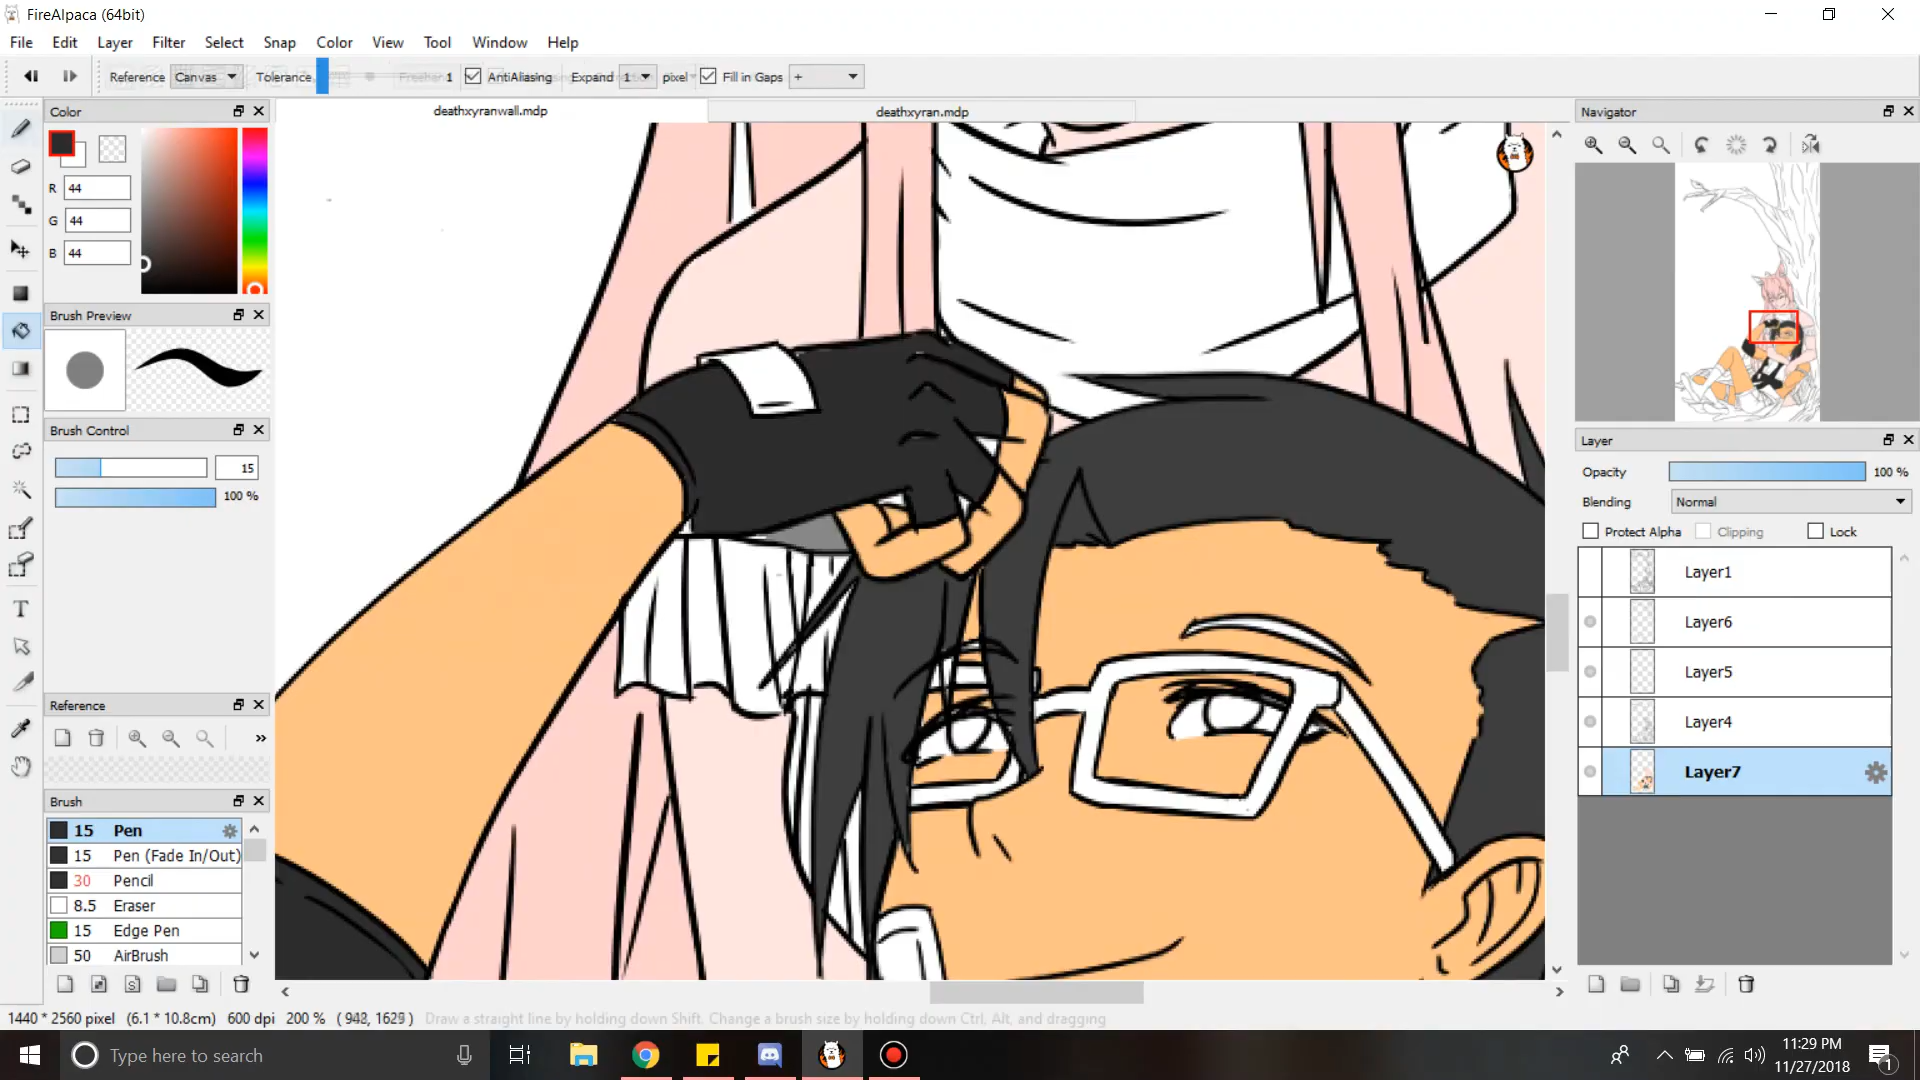 FireAlpaca (64bit)
File Edit Layer Filter Select Snap Color View Tool Window Help
Reference Canvas Tolerance 1 AntiAliasing Expand 1 pixel Fill in Gaps +
Color
deathxyranwall.mdp
deathxyran.mdp
Navigator
R 44
G 44
B 44
Brush Preview
Brush Control
15
100 %
Reference
»
Brush
15 Pen
15 Pen (Fade In/Out)
30 Pencil
8.5 Eraser
15 Edge Pen
50 AirBrush
Layer
Opacity 100 %
Blending Normal
Protect Alpha Clipping Lock
Layer1
Layer6
Layer5
Layer4
Layer7
1440 * 2560 pixel (6.1 * 10.8cm) 600 dpi 200 % Draw a straight line by holding down Shift. Change a brush size by holding down Ctrl, Alt, and dragging
Type here to search
11:29 PM
11/27/2018
1